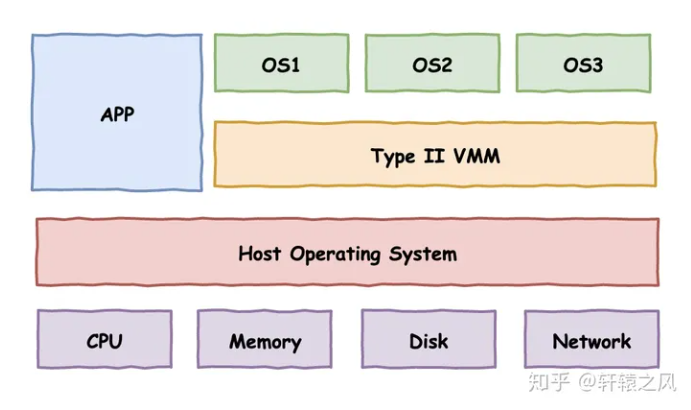 OS1 OS2 OS3
APP
Type II VMM
Host Operating System
CPU Memory Disk Network
知乎 @轩辕之风